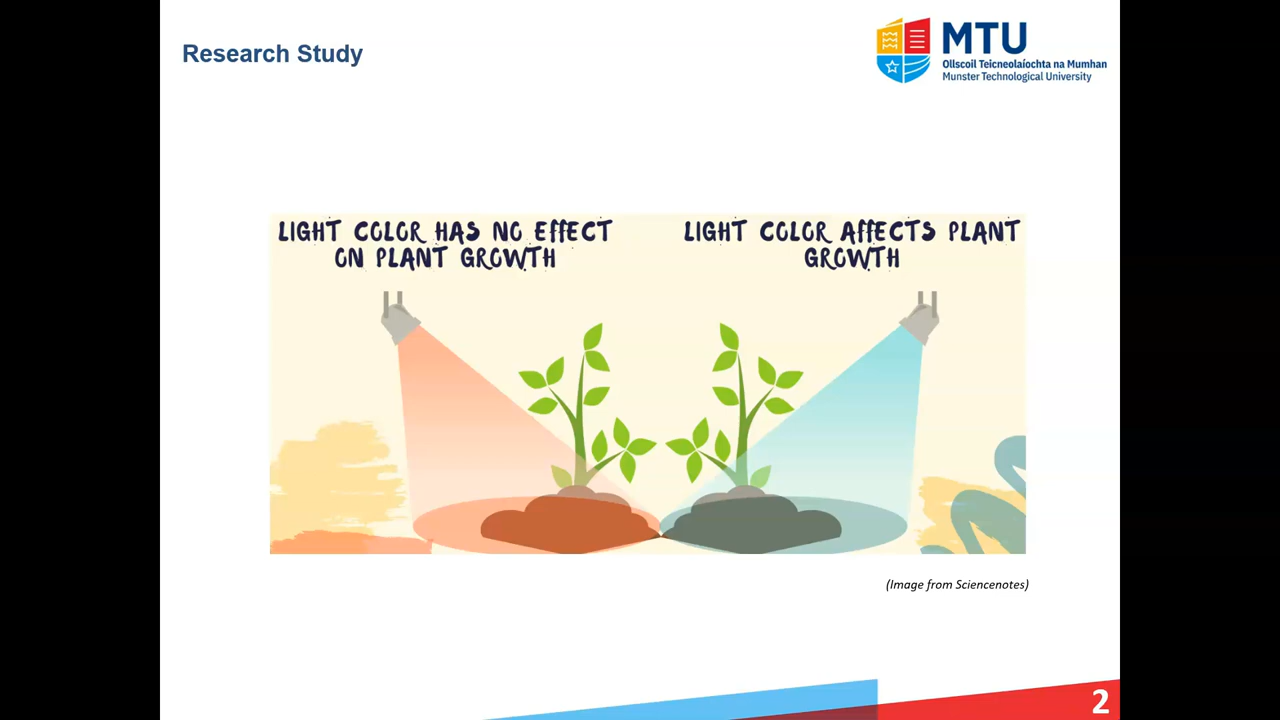 Research Study
MTU
Ollscoil Teicneolaíochta na Mumhan
Munster Technological University
LIGHT COLOR HAS NO EFFECT
ON PLANT GROWTH
LIGHT COLOR AFFECTS PLANT
GROWTH
(Image from Sciencenotes)
2